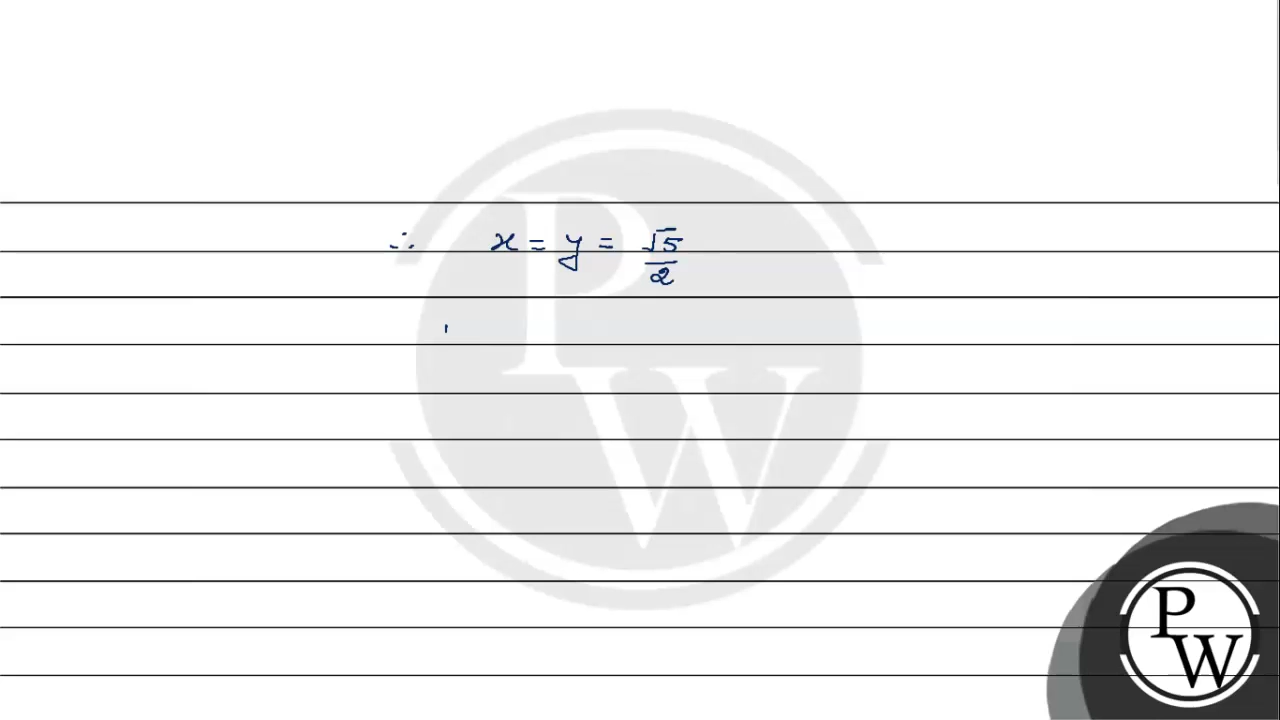 ∴ x = y = √5/2
P
W
P
W